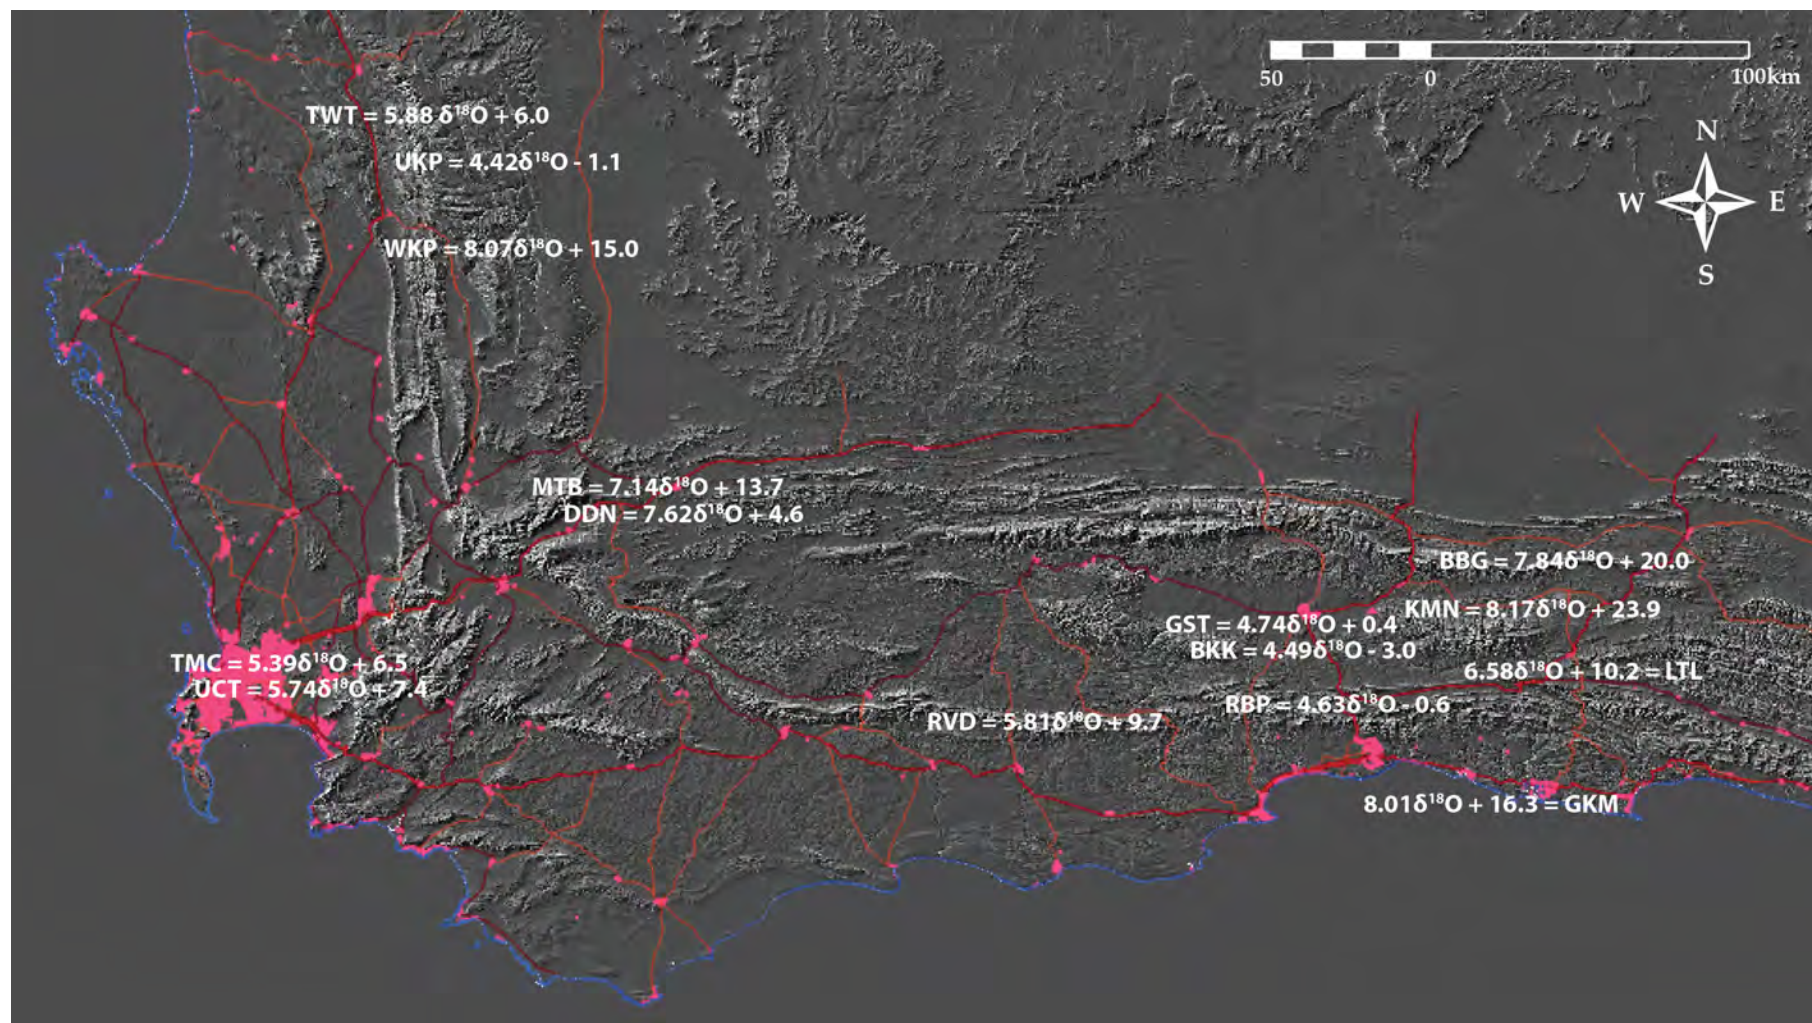 50 0 100km
N
W E
S
TWT = 5.88 δ¹⁸O + 6.0
UKP = 4.42δ¹⁸O - 1.1
WKP = 8.07δ¹⁸O + 15.0
MTB = 7.14δ¹⁸O + 13.7
DDN = 7.62δ¹⁸O + 4.6
BBG = 7.84δ¹⁸O + 20.0
KMN = 8.17δ¹⁸O + 23.9
GST = 4.74δ¹⁸O + 0.4
BKK = 4.49δ¹⁸O - 3.0
TMC = 5.39δ¹⁸O + 6.5
6.58δ¹⁸O + 10.2 = LTL
UCT = 5.74δ¹⁸O + 7.4
RBP = 4.63δ¹⁸O - 0.6
RVD = 5.81δ¹⁸O + 9.7
8.01δ¹⁸O + 16.3 = GKM